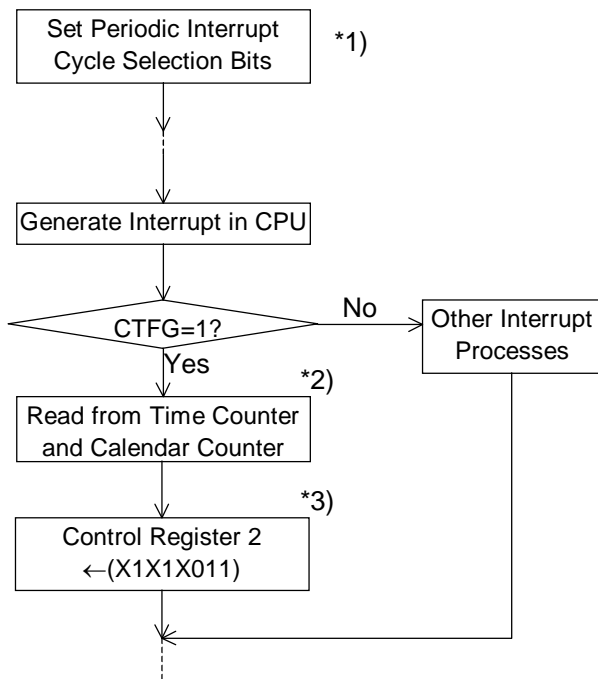 Set Periodic Interrupt
Cycle Selection Bits
*1)
Generate Interrupt in CPU
CTFG=1?
No
Yes
Other Interrupt
Processes
*2)
Read from Time Counter
and Calendar Counter
*3)
Control Register 2
←(X1X1X011)